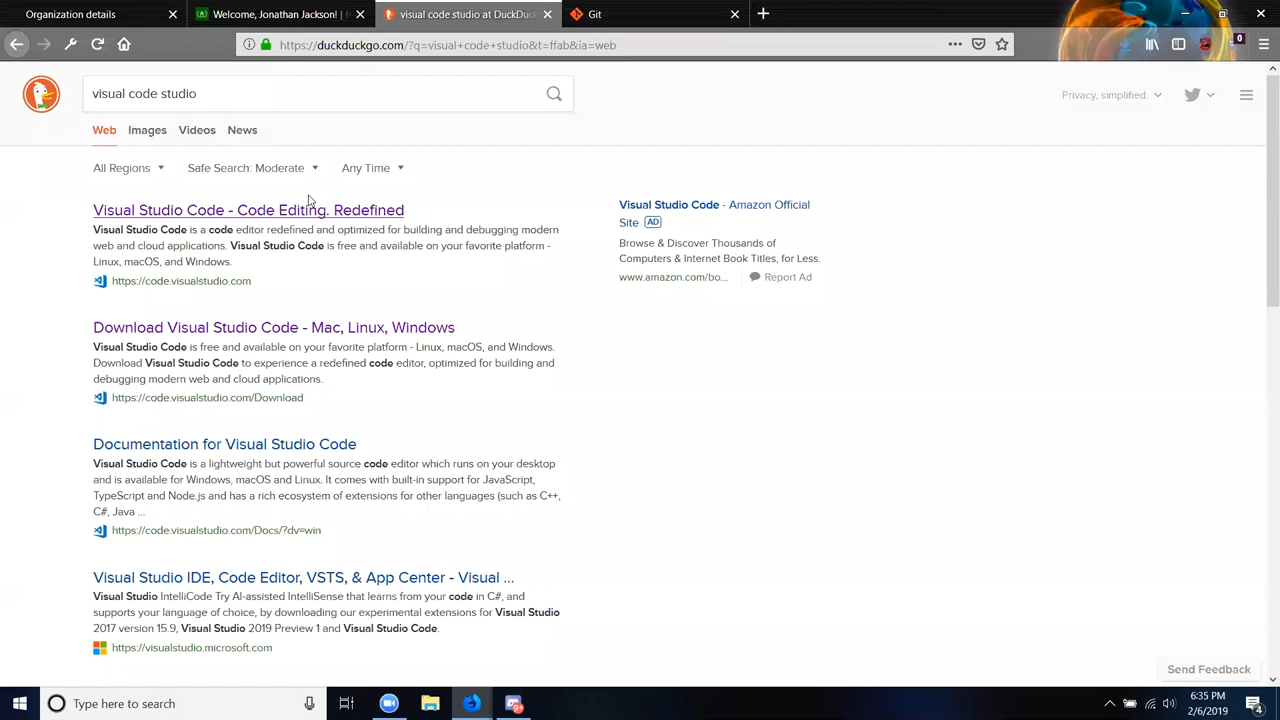 Organization details
Welcome, Jonathan Jackson! |
visual code studio at DuckDuc
Git
https://duckduckgo.com/?q=visual+code+studio&t=ffab&ia=web
0
visual code studio
Privacy, simplified.
Web Images Videos News
All Regions Safe Search: Moderate Any Time
Visual Studio Code - Code Editing. Redefined
Visual Studio Code is a code editor redefined and optimized for building and debugging modern
web and cloud applications. Visual Studio Code is free and available on your favorite platform -
Linux, macOS, and Windows.
https://code.visualstudio.com
Visual Studio Code - Amazon Official
Site AD
Browse & Discover Thousands of
Computers & Internet Book Titles, for Less.
www.amazon.com/bo... Report Ad
Download Visual Studio Code - Mac, Linux, Windows
Visual Studio Code is free and available on your favorite platform - Linux, macOS, and Windows.
Download Visual Studio Code to experience a redefined code editor, optimized for building and
debugging modern web and cloud applications.
https://code.visualstudio.com/Download
Documentation for Visual Studio Code
Visual Studio Code is a lightweight but powerful source code editor which runs on your desktop
and is available for Windows, macOS and Linux. It comes with built-in support for JavaScript,
TypeScript and Node.js and has a rich ecosystem of extensions for other languages (such as C++,
C#, Java ...
https://code.visualstudio.com/Docs/?dv=win
Visual Studio IDE, Code Editor, VSTS, & App Center - Visual ...
Visual Studio IntelliCode Try AI-assisted IntelliSense that learns from your code in C#, and
supports your language of choice, by downloading our experimental extensions for Visual Studio
2017 version 15.9, Visual Studio 2019 Preview 1 and Visual Studio Code.
https://visualstudio.microsoft.com
Send Feedback
Type here to search
6:35 PM
2/6/2019
4